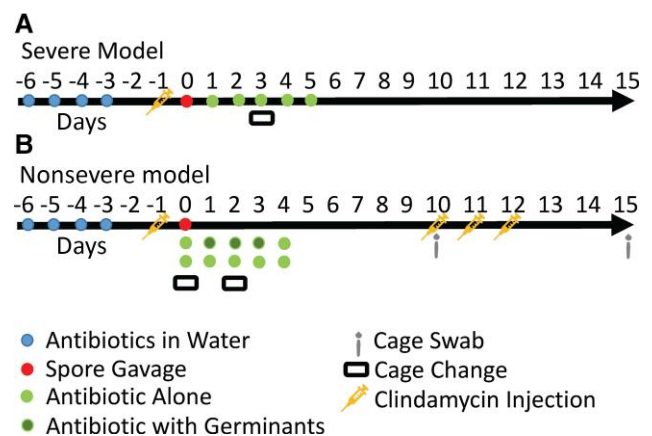 A
Severe Model
-6 -5 -4 -3 -2 -1 0 1 2 3 4 5 6 7 8 9 10 11 12 13 14 15
Days
B
Nonsevere model
-6 -5 -4 -3 -2 -1 0 1 2 3 4 5 6 7 8 9 10 11 12 13 14 15
Days
Antibiotics in Water
Spore Gavage
Antibiotic Alone
Antibiotic with Germinants
Cage Swab
Cage Change
Clindamycin Injection